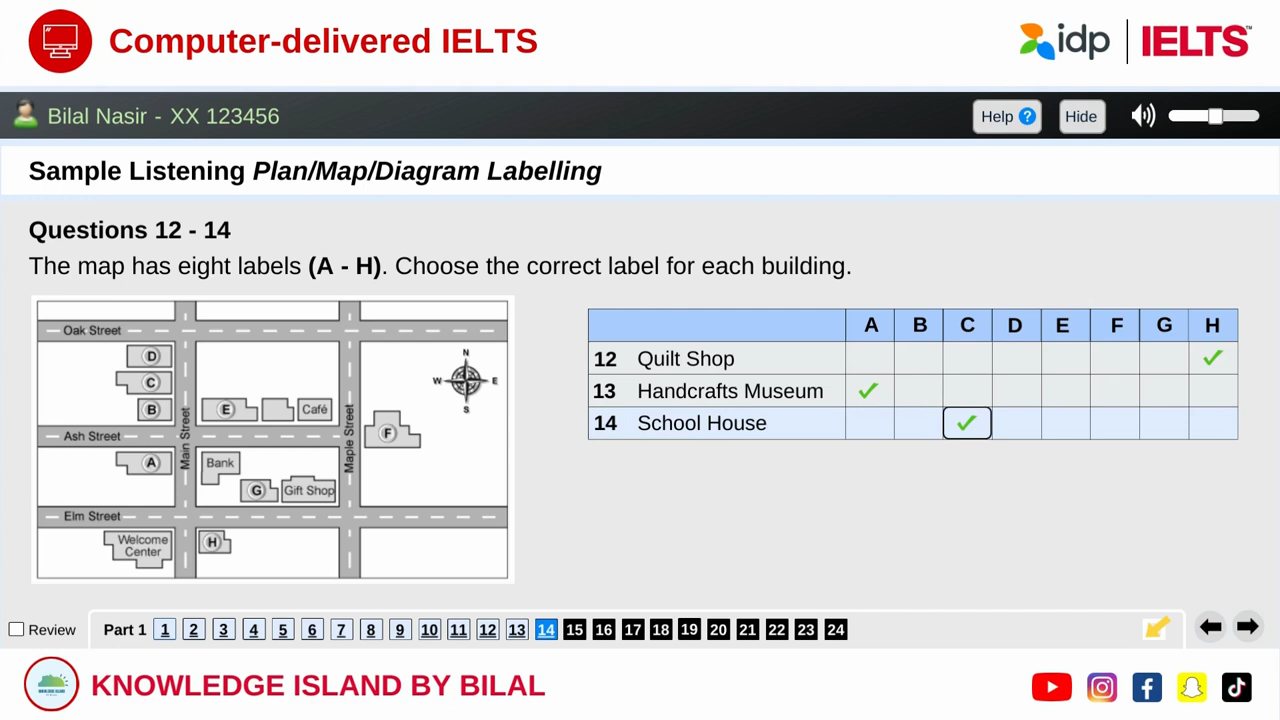 Computer-delivered IELTS
idp IELTS™
Bilal Nasir - XX 123456
Help ?
Hide
Sample Listening Plan/Map/Diagram Labelling
Questions 12 - 14
The map has eight labels (A - H). Choose the correct label for each building.
Oak Street
D
C
B
E
Café
N
W E
S
F
Ash Street
Main Street
Maple Street
A
Bank
G
Gift Shop
Elm Street
Welcome
Center
H
A B C D E F G H
12 Quilt Shop
13 Handcrafts Museum
14 School House
Review
Part 1 1 2 3 4 5 6 7 8 9 10 11 12 13 14 15 16 17 18 19 20 21 22 23 24
KNOWLEDGE ISLAND BY BILAL